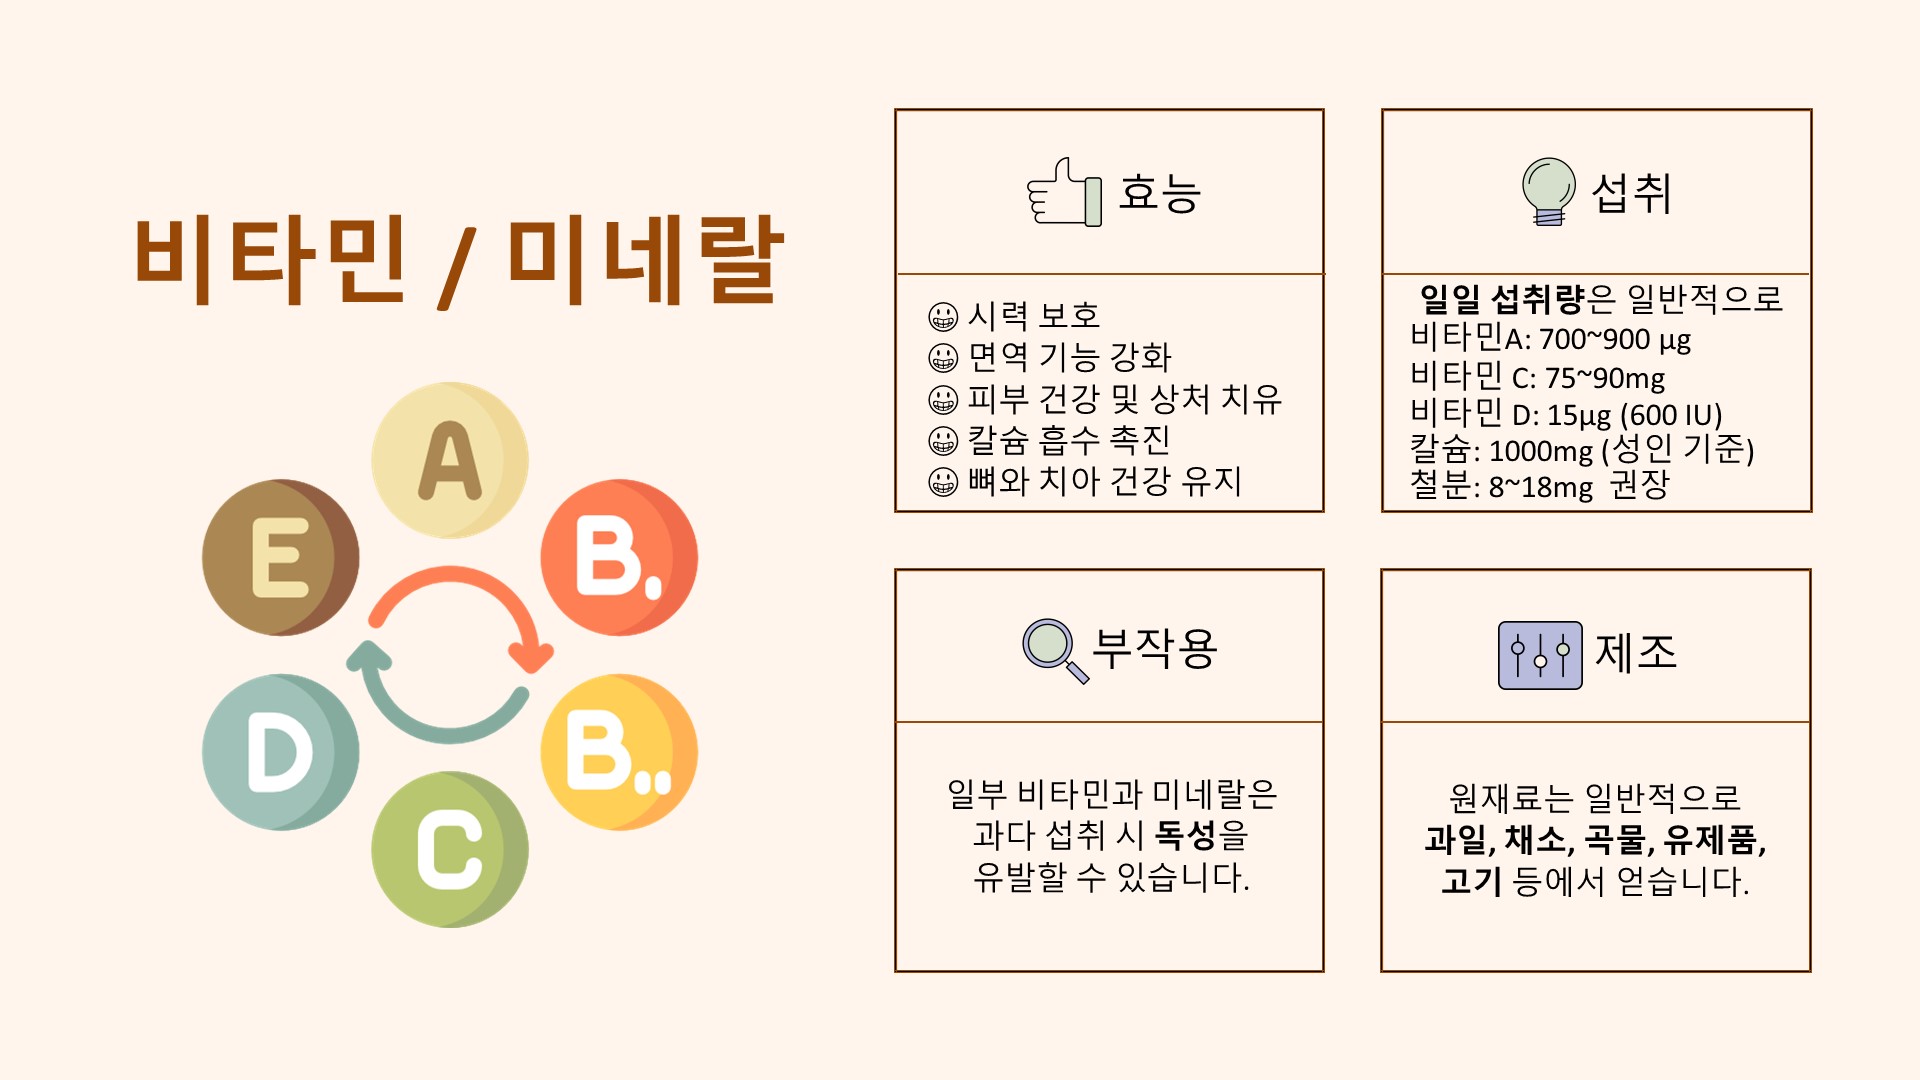 비타민 / 미네랄
A
B.
B..
C
D
E
효능
😀 시력 보호
😀 면역 기능 강화
😀 피부 건강 및 상처 치유
😀 칼슘 흡수 촉진
😀 뼈와 치아 건강 유지
섭취
일일 섭취량은 일반적으로
비타민A: 700~900 µg
비타민 C: 75~90mg
비타민 D: 15µg (600 IU)
칼슘: 1000mg (성인 기준)
철분: 8~18mg 권장
부작용
일부 비타민과 미네랄은
과다 섭취 시 독성을
유발할 수 있습니다.
제조
원재료는 일반적으로
과일, 채소, 곡물, 유제품,
고기 등에서 얻습니다.